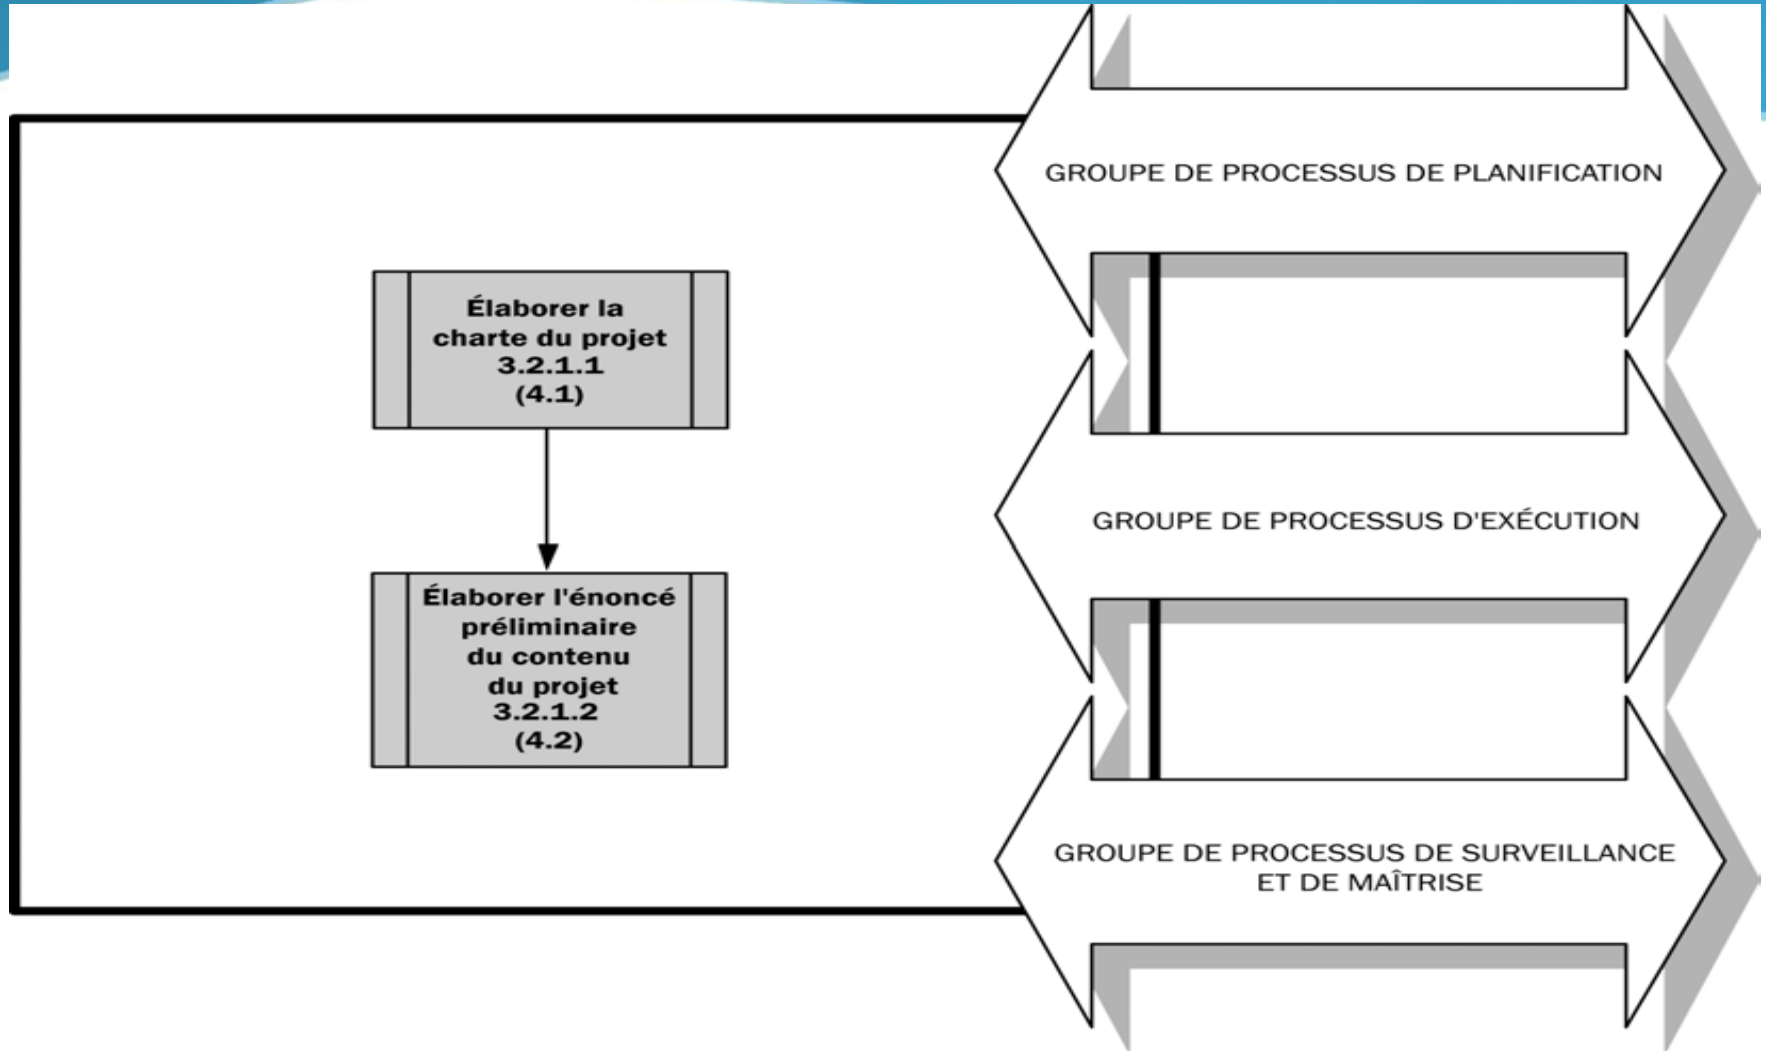 Élaborer la
charte du projet
3.2.1.1
(4.1)
Élaborer l'énoncé
préliminaire
du contenu
du projet
3.2.1.2
(4.2)
GROUPE DE PROCESSUS DE PLANIFICATION
GROUPE DE PROCESSUS D'EXÉCUTION
GROUPE DE PROCESSUS DE SURVEILLANCE
ET DE MAÎTRISE